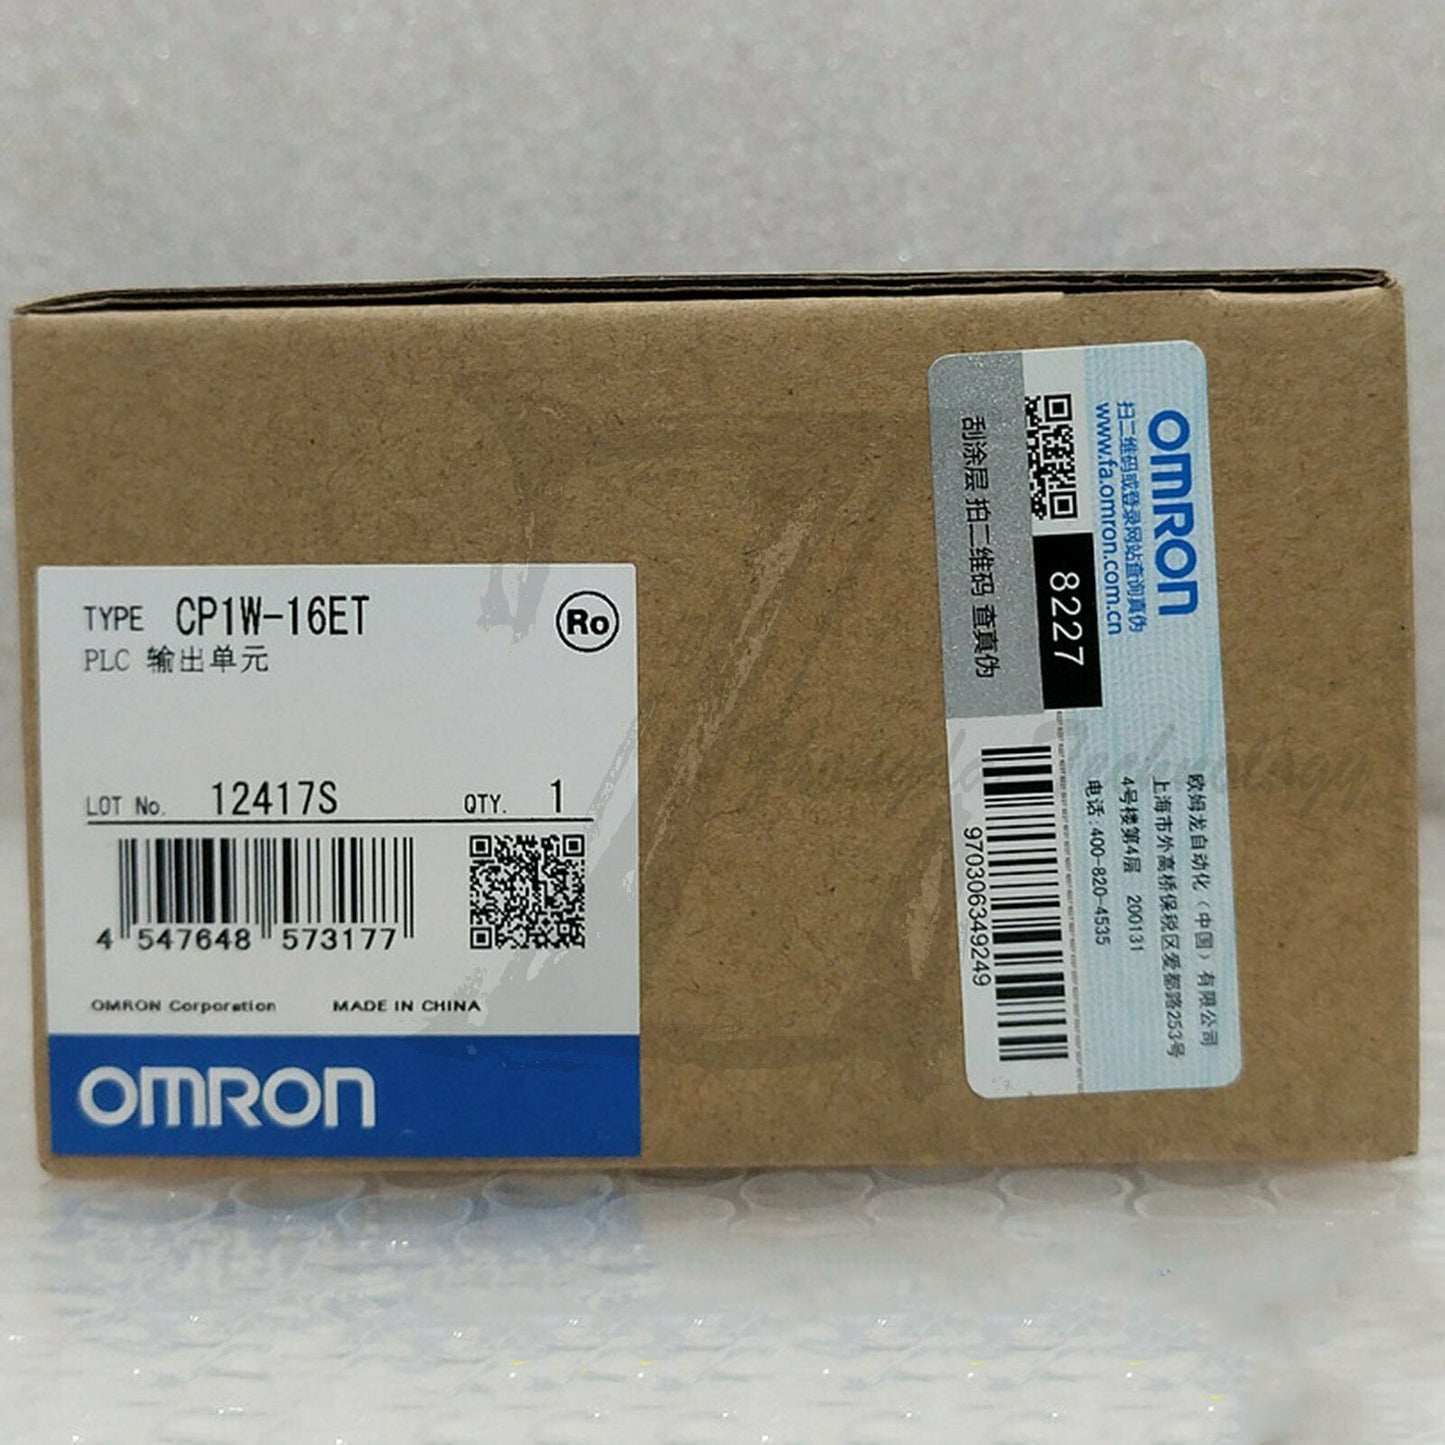 TYPE CP1W-16ET
Ro
PLC 输出单元
LOT No. 12417S QTY. 1
4 547648 573177
OMRON Corporation MADE IN CHINA
OMRON
OMRON
扫二维码或登录网站查询真伪
www.fa.omron.com.cn
8227
刮涂层 拍二维码 查真伪
欧姆龙自动化（中国）有限公司
上海市外高桥保税区爱都路253号
4号楼第4层 200131
电话:400-820-4535
9703063492​49
Technology